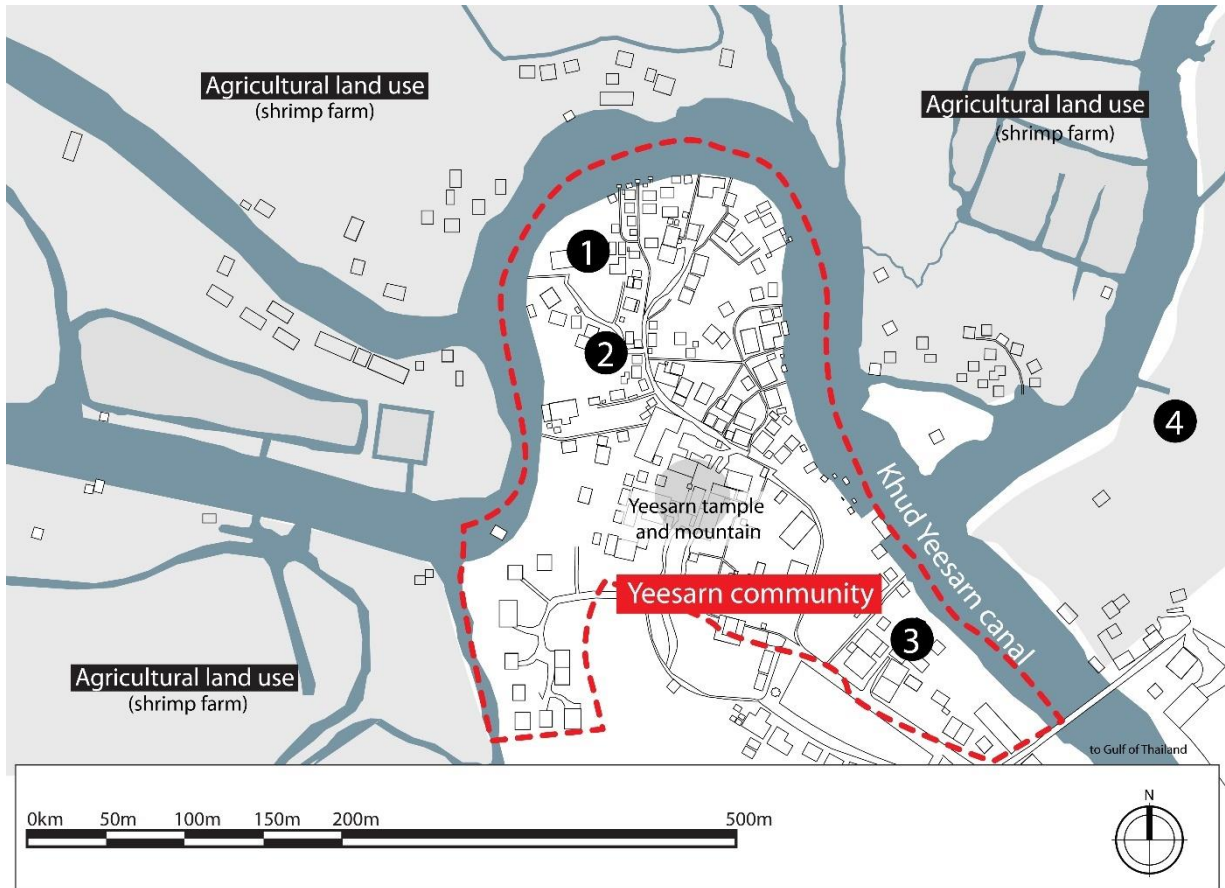 Agricultural land use
(shrimp farm)
Agricultural land use
(shrimp farm)
1
2
4
Khud Yeesarn canal
Yeesarn tample
and mountain
Yeesarn community
3
Agricultural land use
(shrimp farm)
to Gulf of Thailand
0km 50m 100m 150m 200m 500m
N